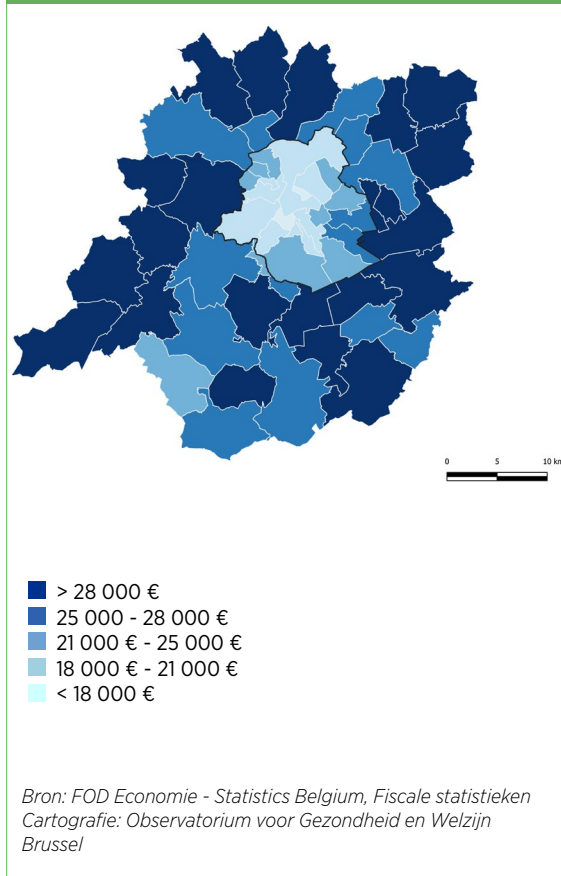 0 5 10 km
> 28 000 €
25 000 - 28 000 €
21 000 € - 25 000 €
18 000 € - 21 000 €
< 18 000 €
Bron: FOD Economie - Statistics Belgium, Fiscale statistieken
Cartografie: Observatorium voor Gezondheid en Welzijn
Brussel